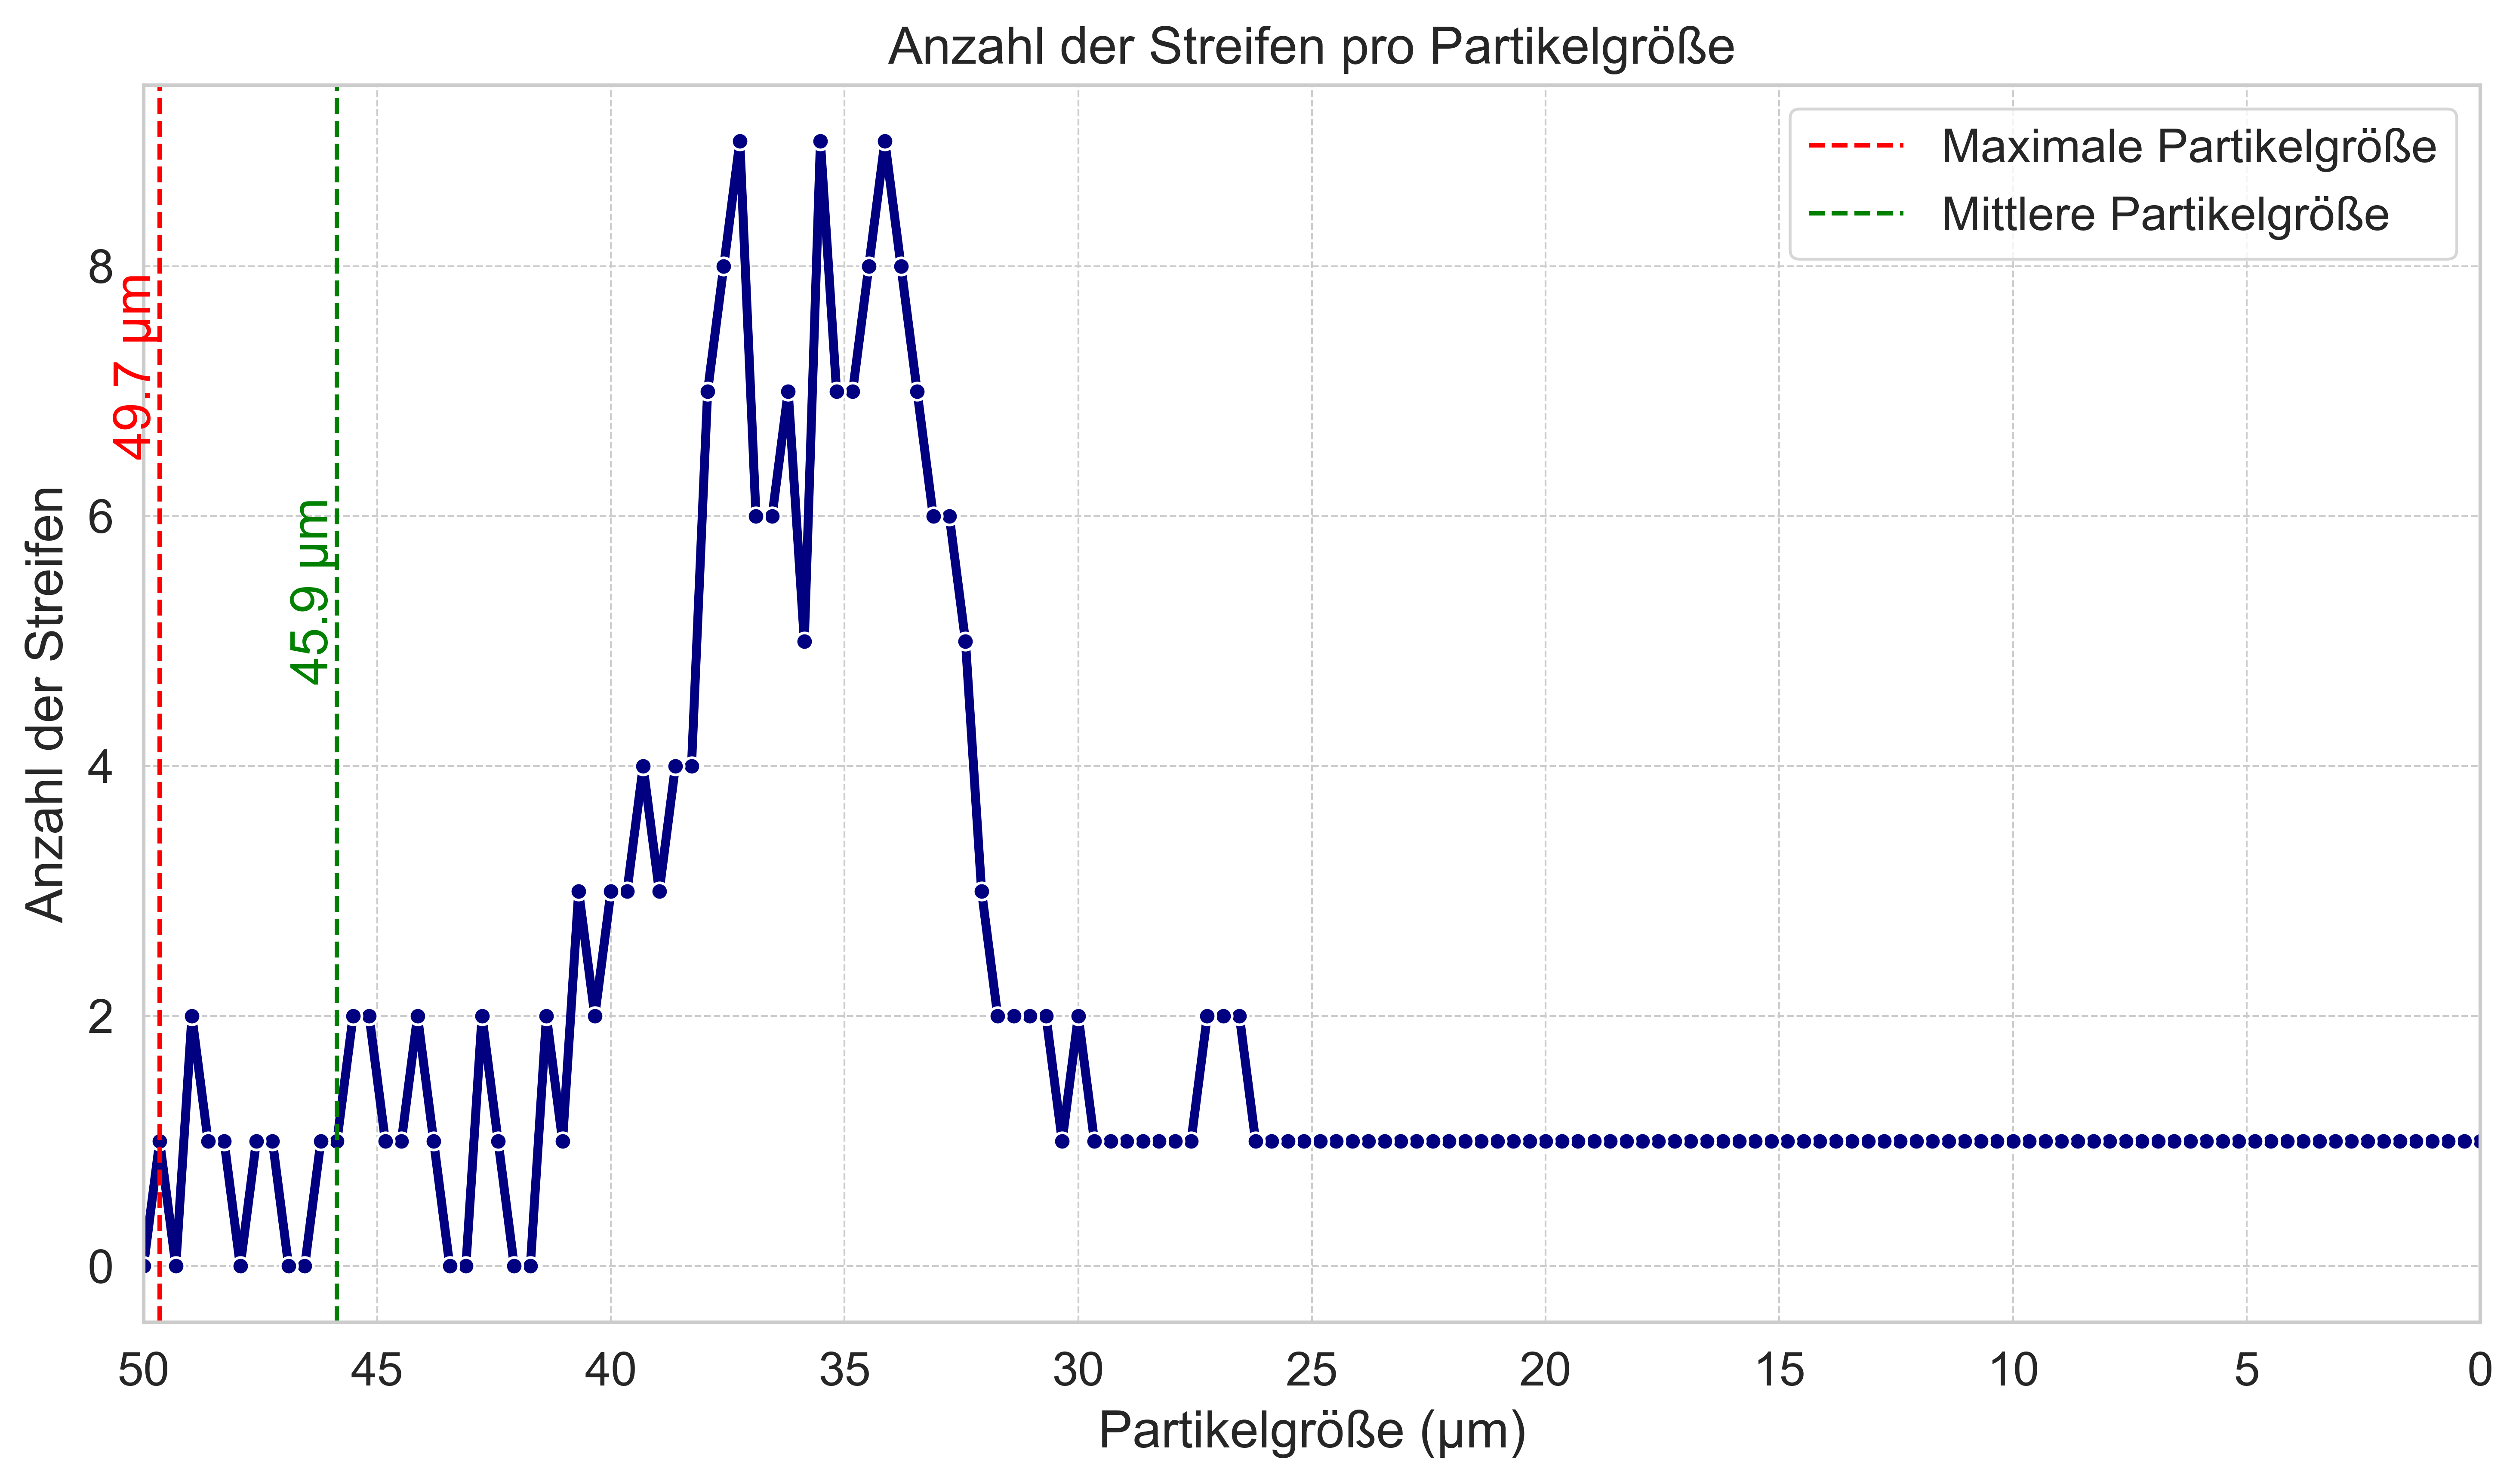 Anzahl der Streifen pro Partikelgröße
Maximale Partikelgröße
Mittlere Partikelgröße
49.7 µm
45.9 µm
Anzahl der Streifen
8
6
4
2
0
50 45 40 35 30 25 20 15 10 5 0
Partikelgröße (µm)